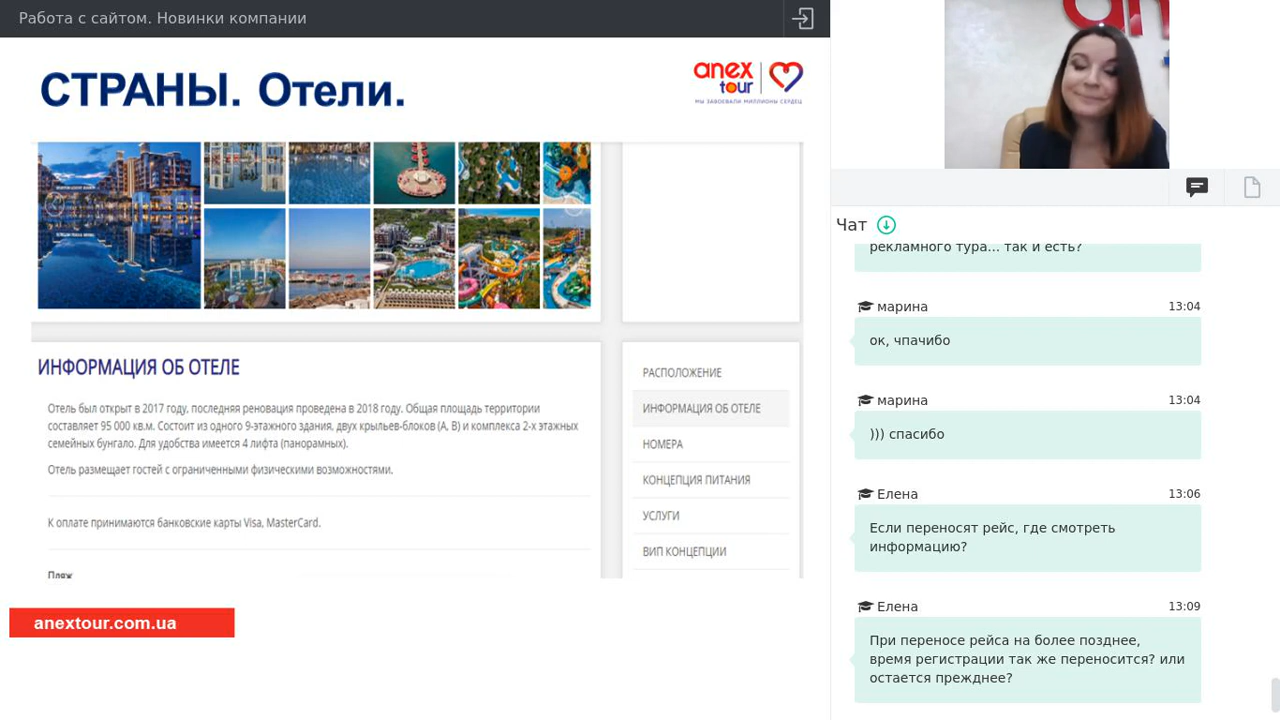 Работа с сайтом. Новинки компании
СТРАНЫ. Отели.
anex
tour
МЫ ЗАВОЕВАЛИ МИЛЛИОНЫ СЕРДЕЦ
ИНФОРМАЦИЯ ОБ ОТЕЛЕ
Отель был открыт в 2017 году, последняя реновация проведена в 2018 году. Общая площадь территории
составляет 95 000 кв.м. Состоит из одного 9-этажного здания, двух крыльев-блоков (А, В) и комплекса 2-х этажных
семейных бунгало. Для удобства имеется 4 лифта (панорамных).
Отель размещает гостей с ограниченными физическими возможностями.
К оплате принимаются банковские карты Visa, MasterCard.
Пляж
РАСПОЛОЖЕНИЕ
ИНФОРМАЦИЯ ОБ ОТЕЛЕ
НОМЕРА
КОНЦЕПЦИЯ ПИТАНИЯ
УСЛУГИ
ВИП КОНЦЕПЦИИ
anextour.com.ua
an
Чат
рекламного тура... так и есть?
марина 13:04
ок, чпачибо
марина 13:04
))) спасибо
Елена 13:06
Если переносят рейс, где смотреть
информацию?
Елена 13:09
При переносе рейса на более позднее,
время регистрации так же переносится? или
остается прежднее?